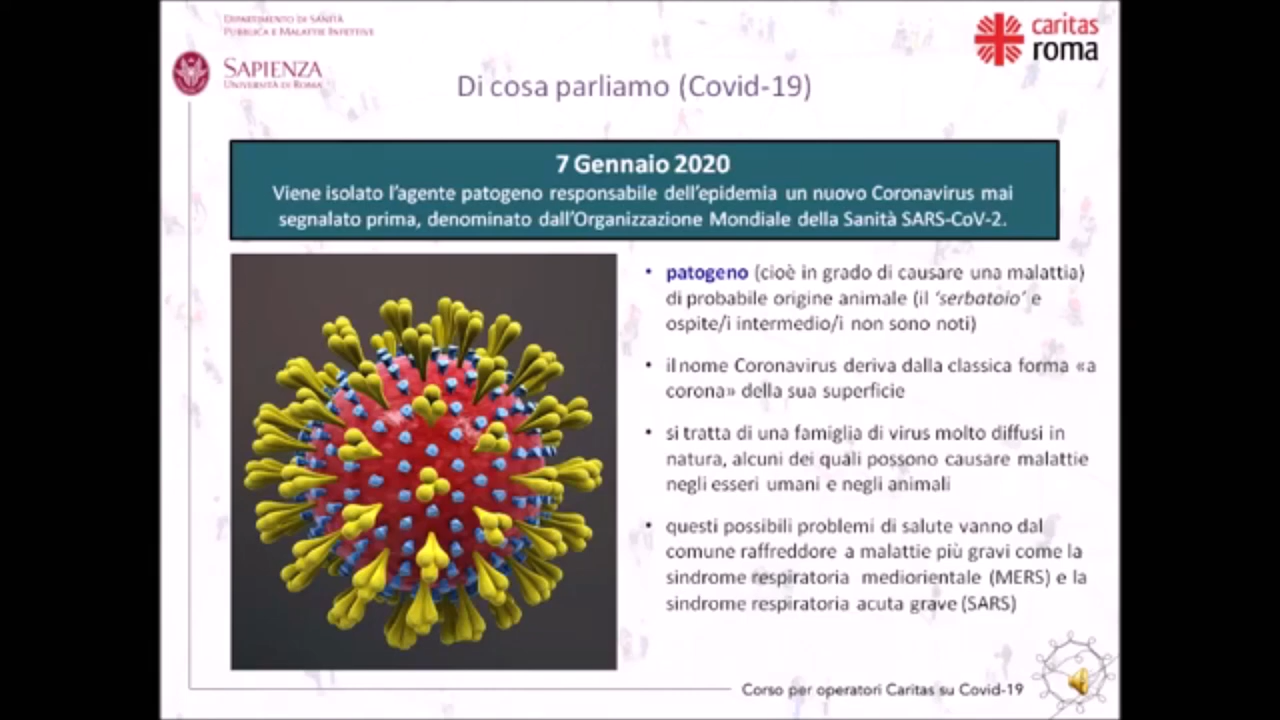 Dipartimento di Sanità
Pubblica e Malattie Infettive
Sapienza
Università di Roma
caritas
roma
Di cosa parliamo (Covid-19)
7 Gennaio 2020
Viene isolato l'agente patogeno responsabile dell'epidemia un nuovo Coronavirus mai
segnalato prima, denominato dall'Organizzazione Mondiale della Sanità SARS-CoV-2.
• patogeno (cioè in grado di causare una malattia)
di probabile origine animale (il 'serbatoio' e
ospite/i intermedio/i non sono noti)
• il nome Coronavirus deriva dalla classica forma «a
corona» della sua superficie
• si tratta di una famiglia di virus molto diffusi in
natura, alcuni dei quali possono causare malattie
negli esseri umani e negli animali
• questi possibili problemi di salute vanno dal
comune raffreddore a malattie più gravi come la
sindrome respiratoria mediorientale (MERS) e la
sindrome respiratoria acuta grave (SARS)
Corso per operatori Caritas su Covid-19